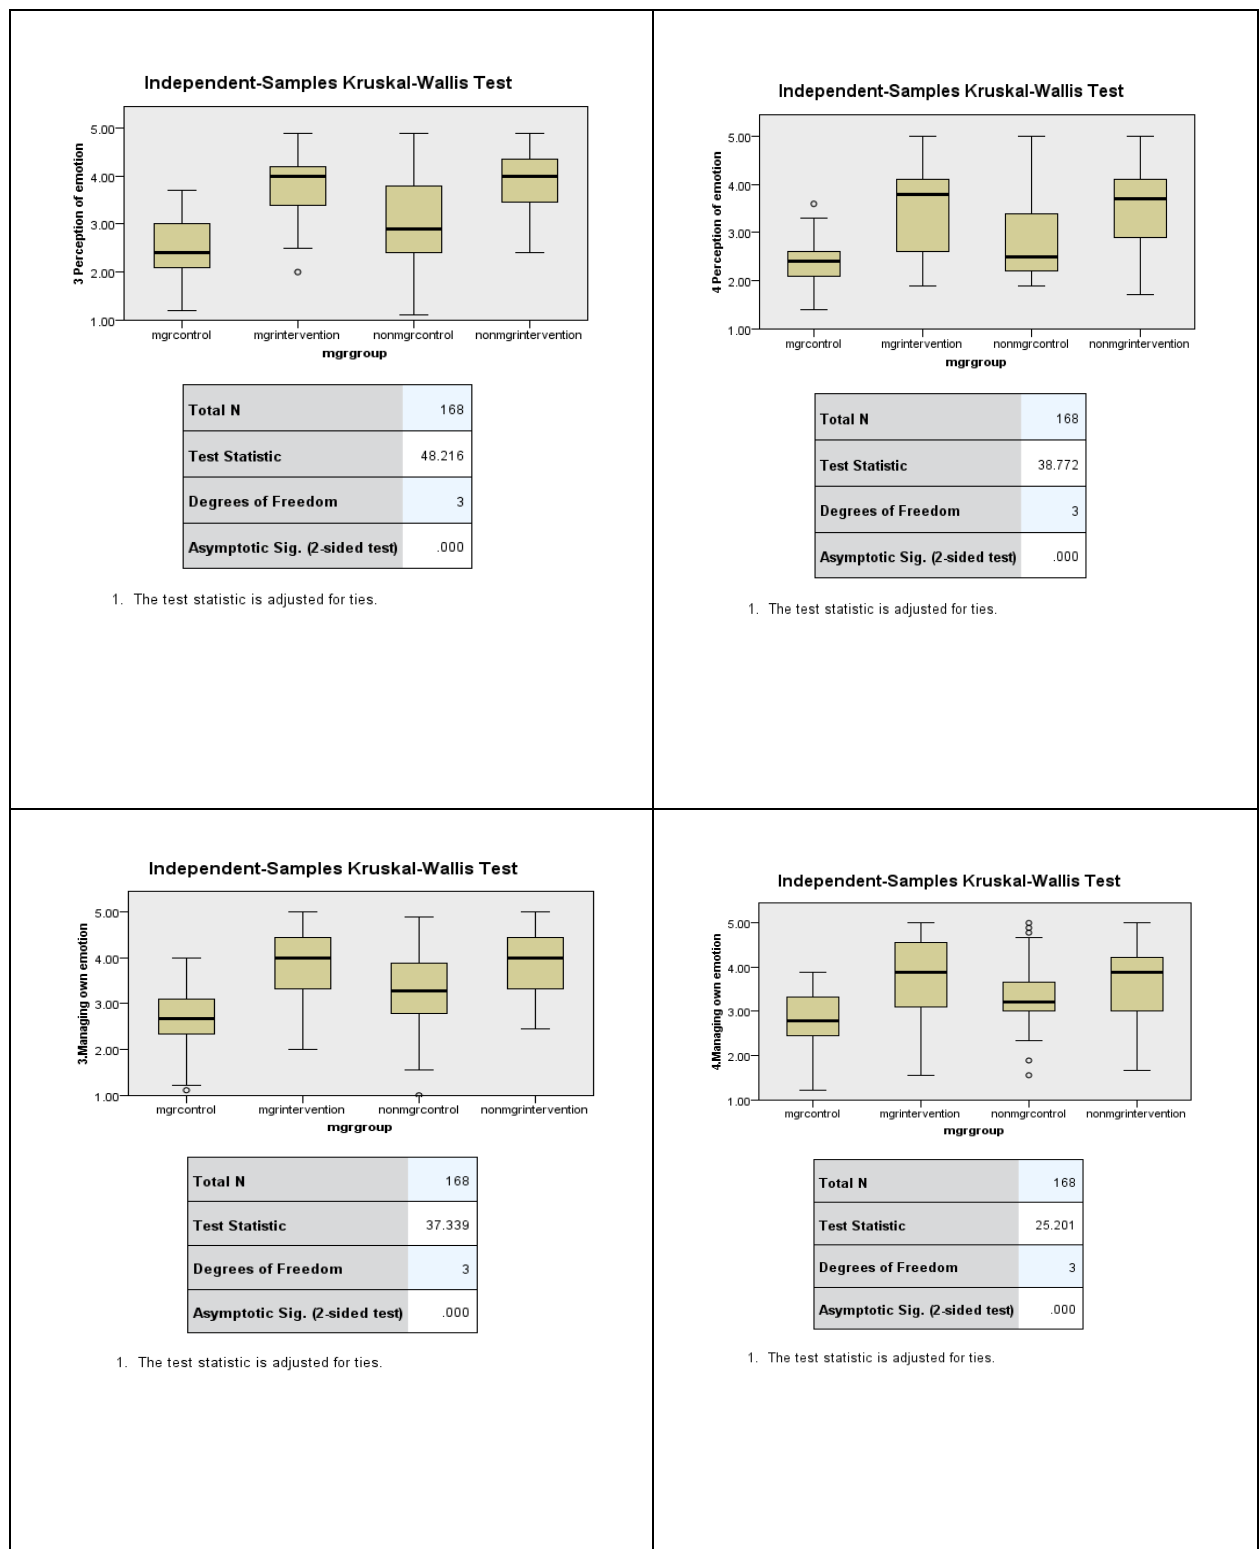 Independent-Samples Kruskal-Wallis Test
5.00
4.00
3.00
2.00
1.00
3 Perception of emotion
mgrcontrol mgrintervention nonmgrcontrol nonmgrintervention
mgrgroup
Total N 168
Test Statistic 48.216
Degrees of Freedom 3
Asymptotic Sig. (2-sided test) .000
1. The test statistic is adjusted for ties.
Independent-Samples Kruskal-Wallis Test
5.00
4.00
3.00
2.00
1.00
4 Perception of emotion
mgrcontrol mgrintervention nonmgrcontrol nonmgrintervention
mgrgroup
Total N 168
Test Statistic 38.772
Degrees of Freedom 3
Asymptotic Sig. (2-sided test) .000
1. The test statistic is adjusted for ties.
Independent-Samples Kruskal-Wallis Test
5.00
4.00
3.00
2.00
1.00
3.Managing own emotion
mgrcontrol mgrintervention nonmgrcontrol nonmgrintervention
mgrgroup
Total N 168
Test Statistic 37.339
Degrees of Freedom 3
Asymptotic Sig. (2-sided test) .000
1. The test statistic is adjusted for ties.
Independent-Samples Kruskal-Wallis Test
5.00
4.00
3.00
2.00
1.00
4.Managing own emotion
mgrcontrol mgrintervention nonmgrcontrol nonmgrintervention
mgrgroup
Total N 168
Test Statistic 25.201
Degrees of Freedom 3
Asymptotic Sig. (2-sided test) .000
1. The test statistic is adjusted for ties.